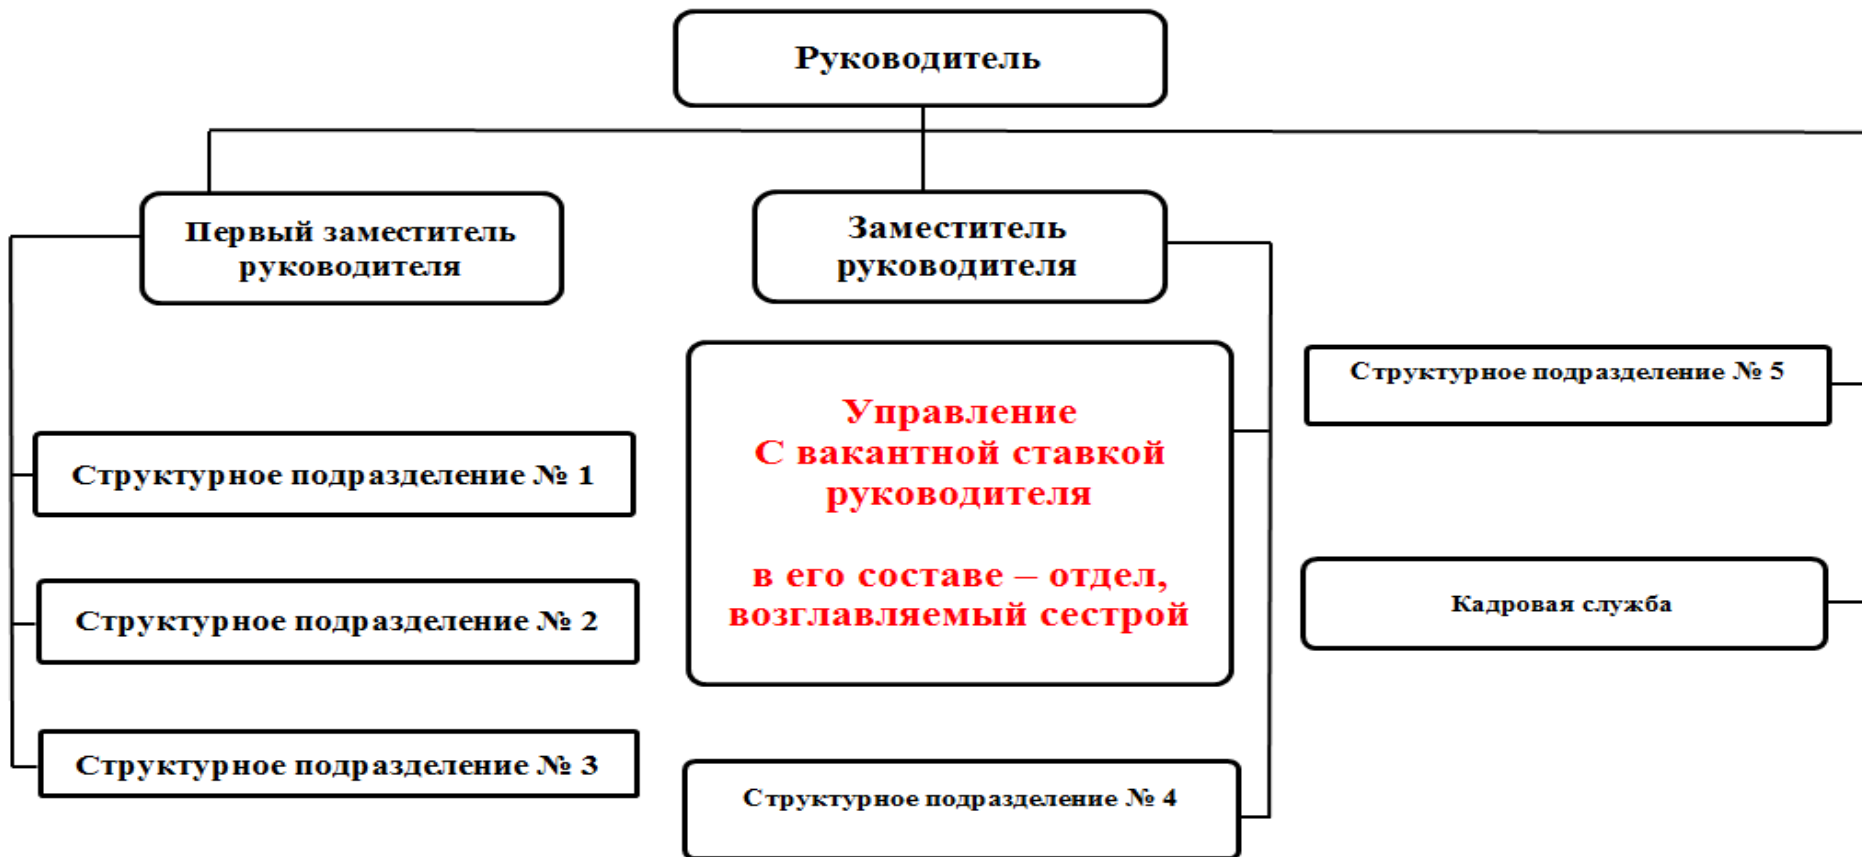 Руководитель
Первый заместитель
руководителя
Заместитель
руководителя
Структурное подразделение № 1
Структурное подразделение № 2
Структурное подразделение № 3
Управление
С вакантной ставкой
руководителя
в его составе – отдел,
возглавляемый сестрой
Структурное подразделение № 4
Структурное подразделение № 5
Кадровая служба